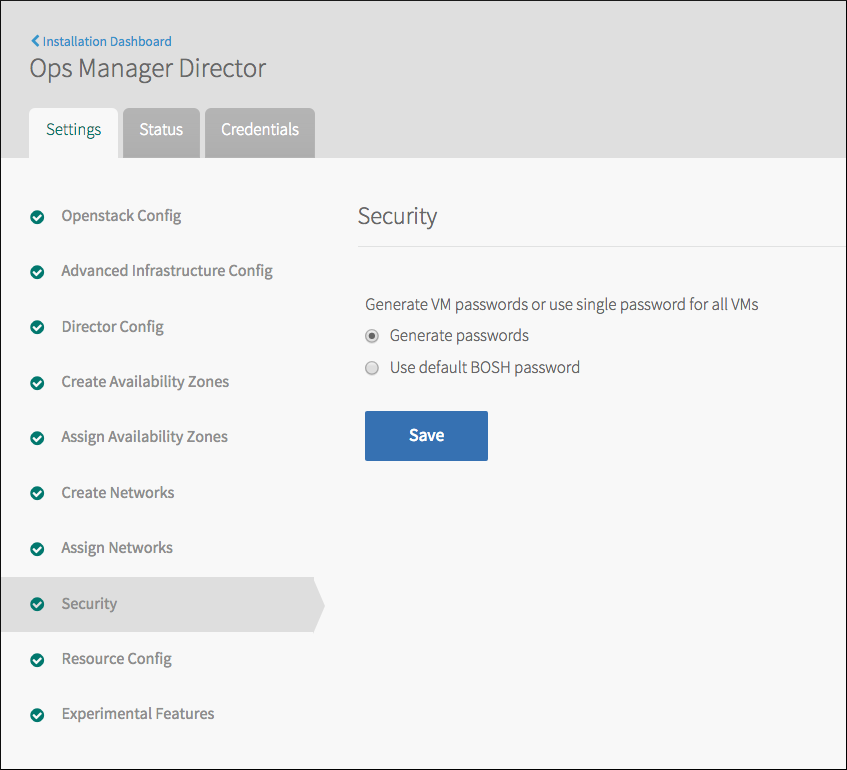 Installation Dashboard
Ops Manager Director
Settings
Status
Credentials
Openstack Config
Advanced Infrastructure Config
Director Config
Create Availability Zones
Assign Availability Zones
Create Networks
Assign Networks
Security
Resource Config
Experimental Features
Security
Generate VM passwords or use single password for all VMs
Generate passwords
Use default BOSH password
Save